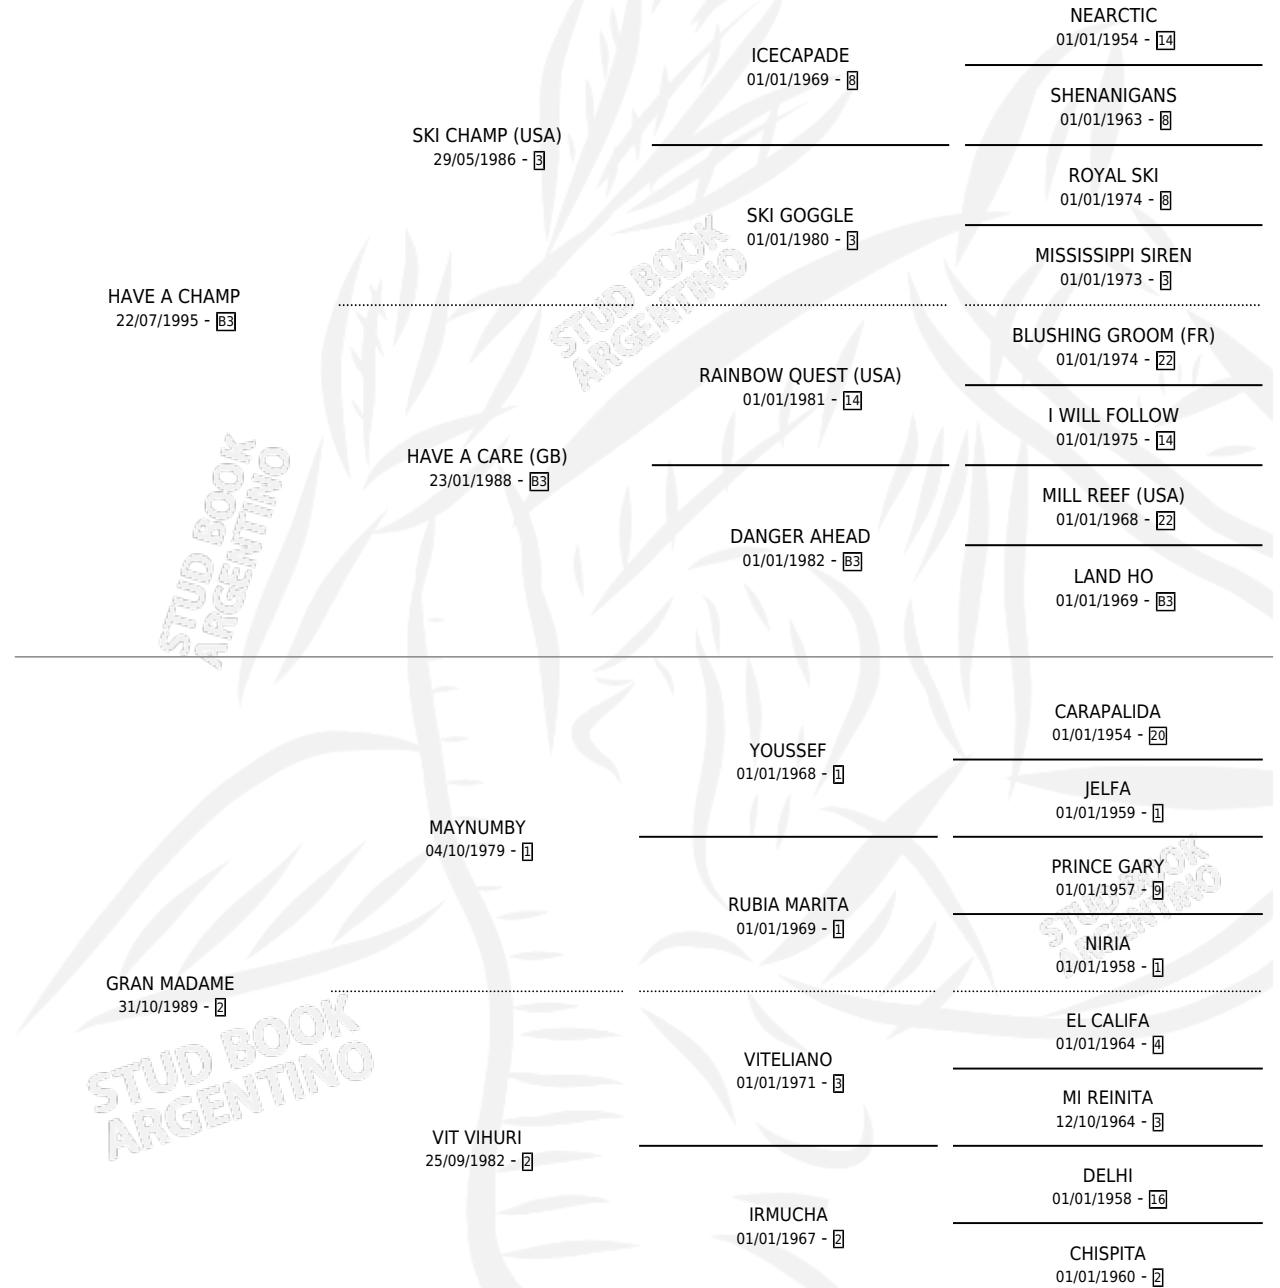 NEARCTIC
01/01/1954 - 14
ICECAPADE
01/01/1969 - 8
SHENANIGANS
01/01/1963 - 8
SKI CHAMP (USA)
29/05/1986 - 3
ROYAL SKI
01/01/1974 - 8
SKI GOGGLE
01/01/1980 - 3
MISSISSIPPI SIREN
01/01/1973 - 3
HAVE A CHAMP
22/07/1995 - B3
BLUSHING GROOM (FR)
01/01/1974 - 22
RAINBOW QUEST (USA)
01/01/1981 - 14
I WILL FOLLOW
01/01/1975 - 14
HAVE A CARE (GB)
23/01/1988 - B3
MILL REEF (USA)
01/01/1968 - 22
DANGER AHEAD
01/01/1982 - B3
LAND HO
01/01/1969 - B3
CARAPALIDA
01/01/1954 - 20
YOUSSEF
01/01/1968 - 1
JELFA
01/01/1959 - 1
MAYNUMBY
04/10/1979 - 1
PRINCE GARY
01/01/1957 - 9
RUBIA MARITA
01/01/1969 - 1
NIRIA
01/01/1958 - 1
GRAN MADAME
31/10/1989 - 2
EL CALIFA
01/01/1964 - 4
VITELIANO
01/01/1971 - 3
MI REINITA
12/10/1964 - 3
VIT VIHURI
25/09/1982 - 2
DELHI
01/01/1958 - 16
IRMUCHA
01/01/1967 - 2
CHISPITA
01/01/1960 - 2
STUD BOOK
ARGENTINO
STUD BOOK
ARGENTINO
STUD BOOK
ARGENTINO
STUD BOOK
ARGENTINO